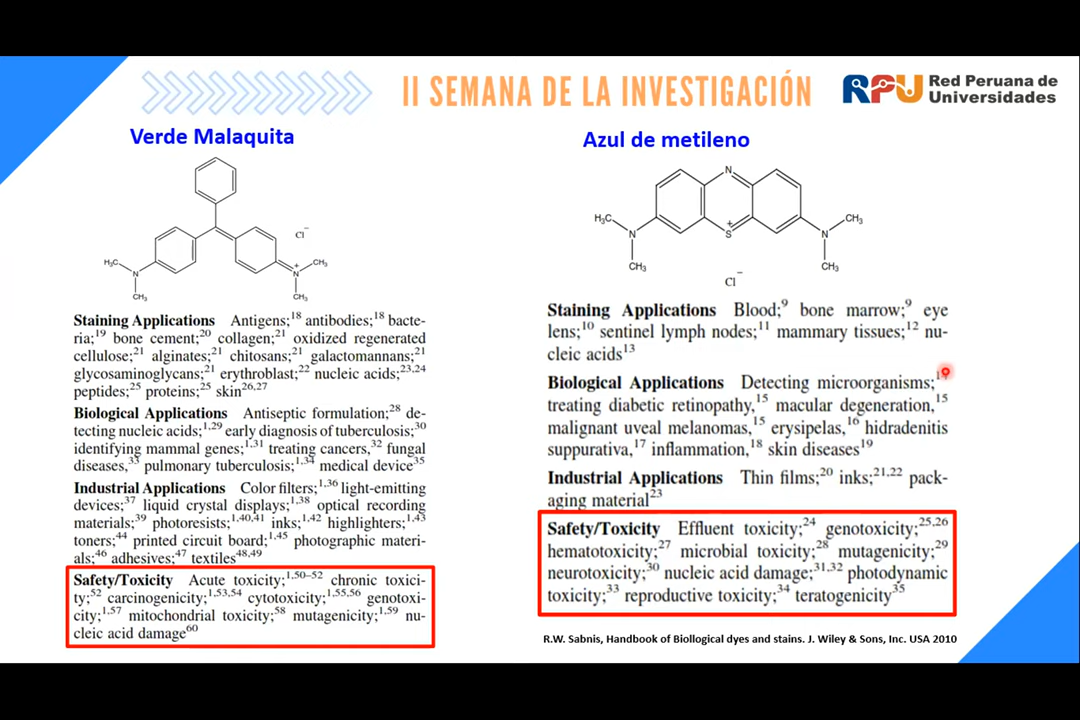 II SEMANA DE LA INVESTIGACIÓN
RPU Red Peruana de
Universidades
Verde Malaquita
Cl⁻
H₃C
N
CH₃
N⁺
CH₃
CH₃
Staining Applications Antigens;¹⁸ antibodies;¹⁸ bacte-
ria;¹⁹ bone cement;²⁰ collagen;²¹ oxidized regenerated
cellulose;²¹ alginates;²¹ chitosans;²¹ galactomannans;²¹
glycosaminoglycans;²¹ erythroblast;²² nucleic acids;²³,²⁴
peptides;²⁵ proteins;²⁵ skin²⁶,²⁷
Biological Applications Antiseptic formulation;²⁸ de-
tecting nucleic acids;¹,²⁹ early diagnosis of tuberculosis;³⁰
identifying mammal genes;¹,³¹ treating cancers,³² fungal
diseases,³³ pulmonary tuberculosis;¹,³⁴ medical device³⁵
Industrial Applications Color filters;¹,³⁶ light-emitting
devices;³⁷ liquid crystal displays;¹,³⁸ optical recording
materials;³⁹ photoresists;¹,⁴⁰,⁴¹ inks;¹,⁴² highlighters;¹,⁴³
toners;⁴⁴ printed circuit board;¹,⁴⁵ photographic materi-
als;⁴⁶ adhesives;⁴⁷ textiles⁴⁸,⁴⁹
Safety/Toxicity Acute toxicity;¹,⁵⁰⁻⁵² chronic toxici-
ty;⁵² carcinogenicity;¹,⁵³,⁵⁴ cytotoxicity;¹,⁵⁵,⁵⁶ genotoxi-
city;¹,⁵⁷ mitochondrial toxicity;⁵⁸ mutagenicity;¹,⁵⁹ nu-
cleic acid damage⁶⁰
Azul de metileno
N
H₃C
N
CH₃
S⁺
CH₃
N
CH₃
Cl⁻
Staining Applications Blood;⁹ bone marrow;⁹ eye
lens;¹⁰ sentinel lymph nodes;¹¹ mammary tissues;¹² nu-
cleic acids¹³
Biological Applications Detecting microorganisms;
treating diabetic retinopathy,¹⁵ macular degeneration,¹⁵
malignant uveal melanomas,¹⁵ erysipelas,¹⁶ hidradenitis
suppurativa,¹⁷ inflammation,¹⁸ skin diseases¹⁹
Industrial Applications Thin films;²⁰ inks;²¹,²² pack-
aging material²³
Safety/Toxicity Effluent toxicity;²⁴ genotoxicity;²⁵,²⁶
hematotoxicity;²⁷ microbial toxicity;²⁸ mutagenicity;²⁹
neurotoxicity;³⁰ nucleic acid damage;³¹,³² photodynamic
toxicity;³³ reproductive toxicity;³⁴ teratogenicity³⁵
R.W. Sabnis, Handbook of Biollogical dyes and stains. J. Wiley & Sons, Inc. USA 2010